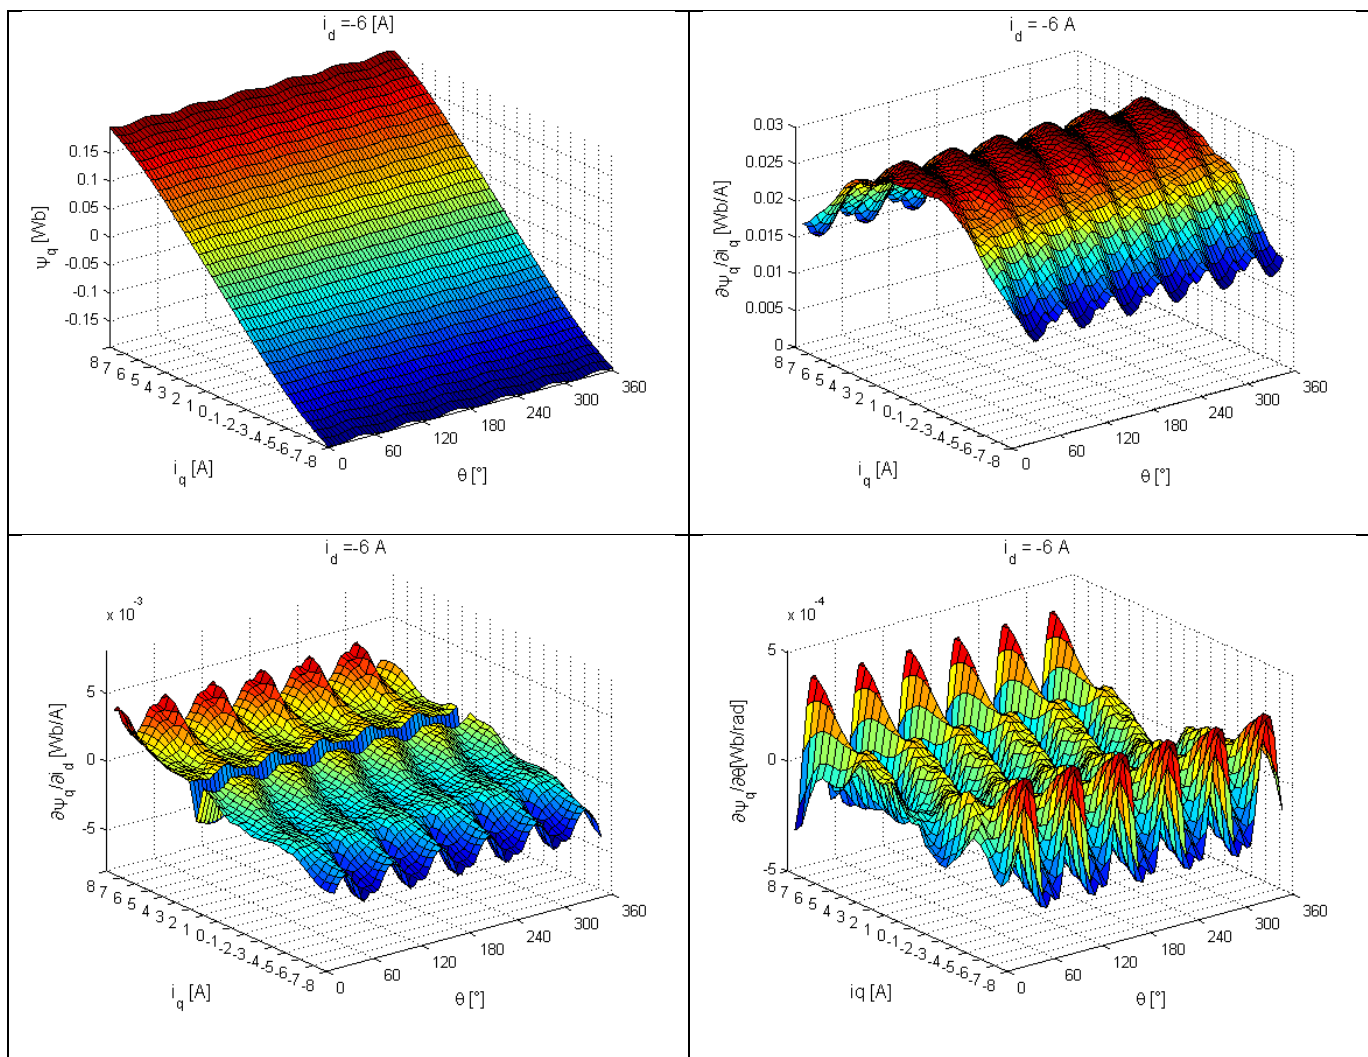 i_d =-6 [A]
0.15
0.1
0.05
0
-0.05
-0.1
-0.15
ψ_q [Wb]
8 7 6 5 4 3 2 1 0 -1 -2 -3 -4 -5 -6 -7 -8
i_q [A]
0 60 120 180 240 300 360
θ [°]
i_d = -6 A
0.03
0.025
0.02
0.015
0.01
0.005
0
∂ψ_q/∂i_q [Wb/A]
8 7 6 5 4 3 2 1 0 -1 -2 -3 -4 -5 -6 -7 -8
i_q [A]
0 60 120 180 240 300 360
θ [°]
i_d =-6 A
x 10^-3
5
0
-5
∂ψ_q/∂i_d [Wb/A]
8 7 6 5 4 3 2 1 0 -1 -2 -3 -4 -5 -6 -7 -8
i_q [A]
0 60 120 180 240 300 360
θ [°]
i_d = -6 A
x 10^-4
5
0
-5
∂ψ_q/∂θ[Wb/rad]
8 7 6 5 4 3 2 1 0 -1 -2 -3 -4 -5 -6 -7 -8
iq [A]
0 60 120 180 240 300 360
θ [°]